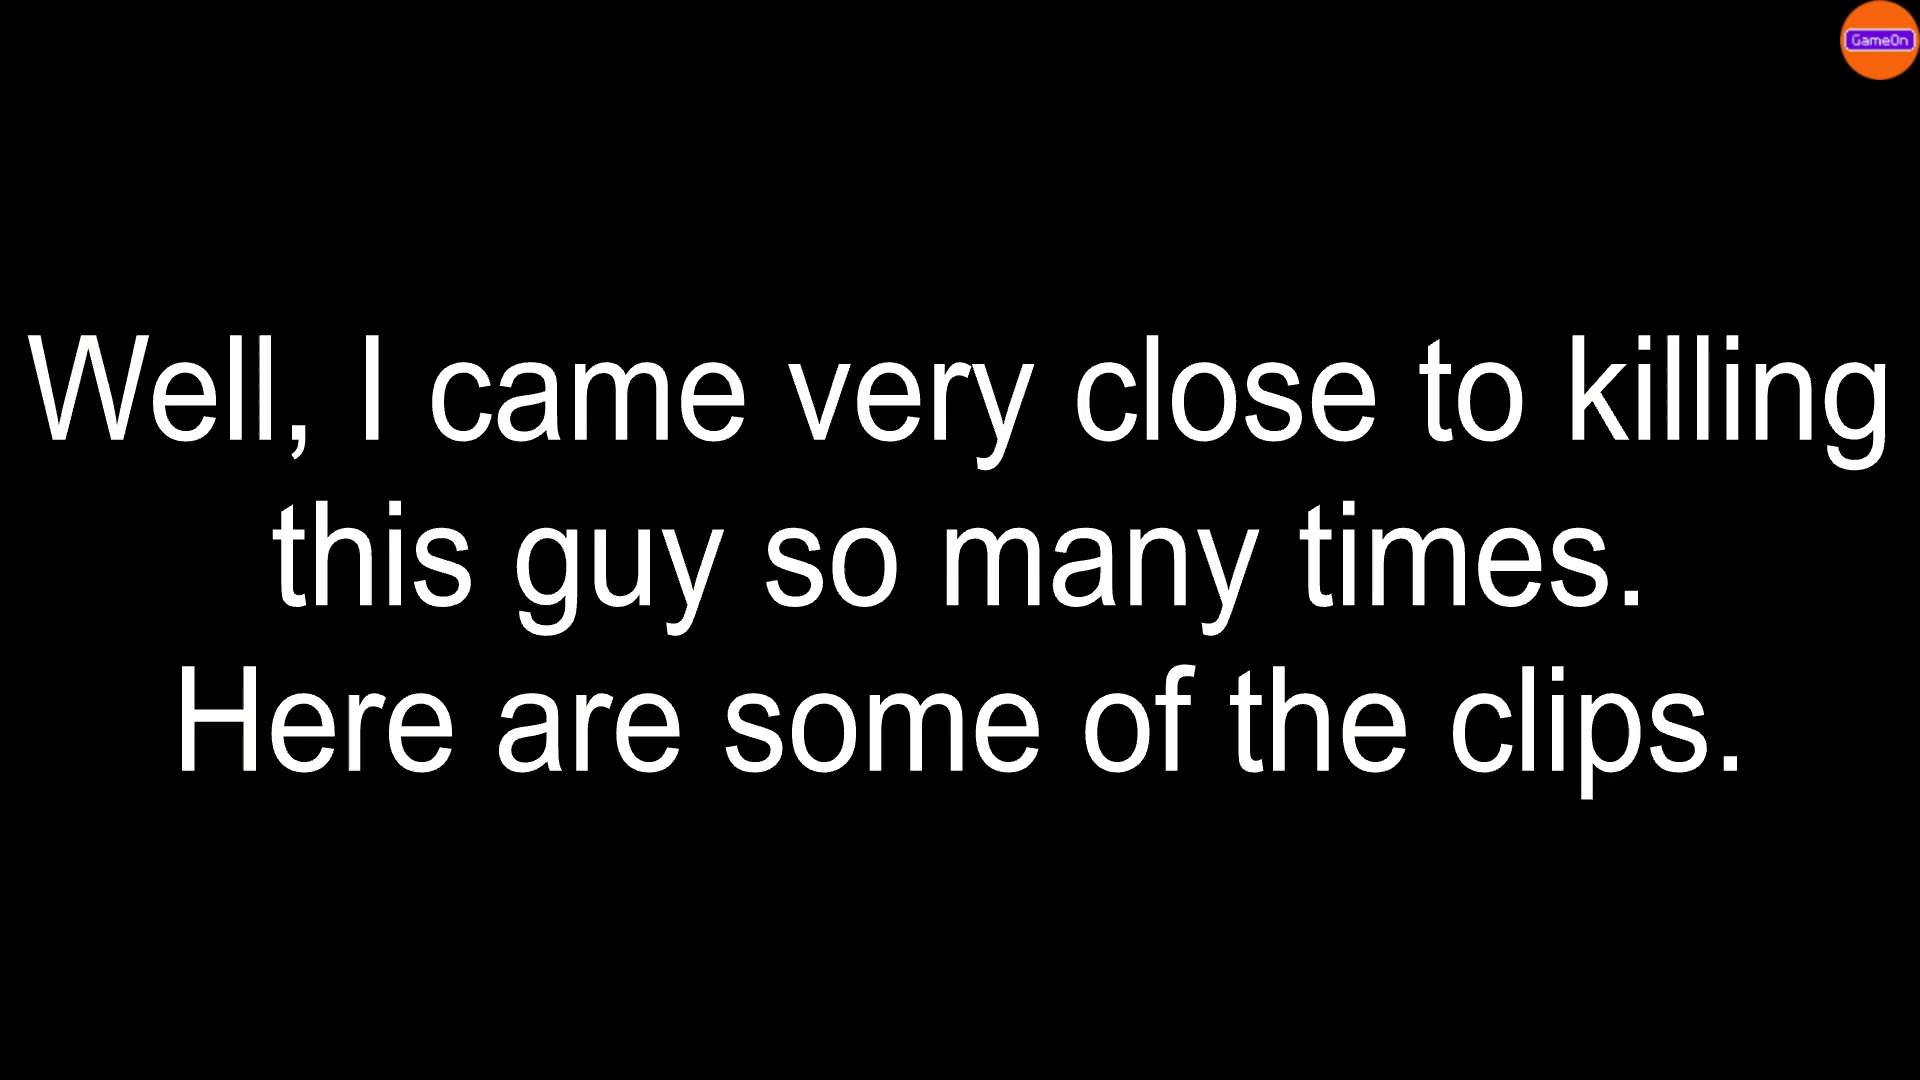 GameOn
Well, I came very close to killing
this guy so many times.
Here are some of the clips.